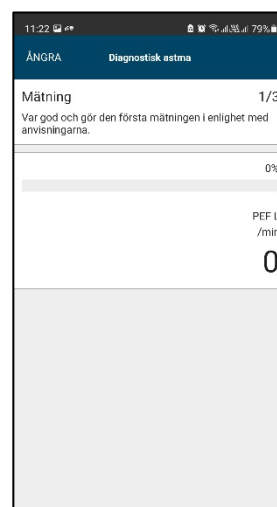 11:22 79%
ÅNGRA Diagnostisk astma
Mätning 1/3
Var god och gör den första mätningen i enlighet med
anvisningarna.
0%
PEF L
/min
0